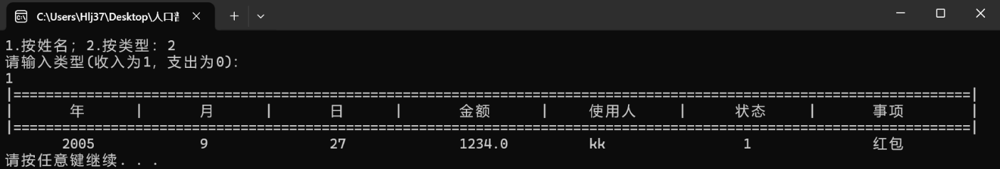 C:\Users\Hlj37\Desktop\人口普
1.按姓名；2.按类型：2
请输入类型(收入为1，支出为0)：
1
|======================================================================================================================|
| 年 | 月 | 日 | 金额 | 使用人 | 状态 | 事项 |
|======================================================================================================================|
2005 9 27 1234.0 kk 1 红包
请按任意键继续. . .